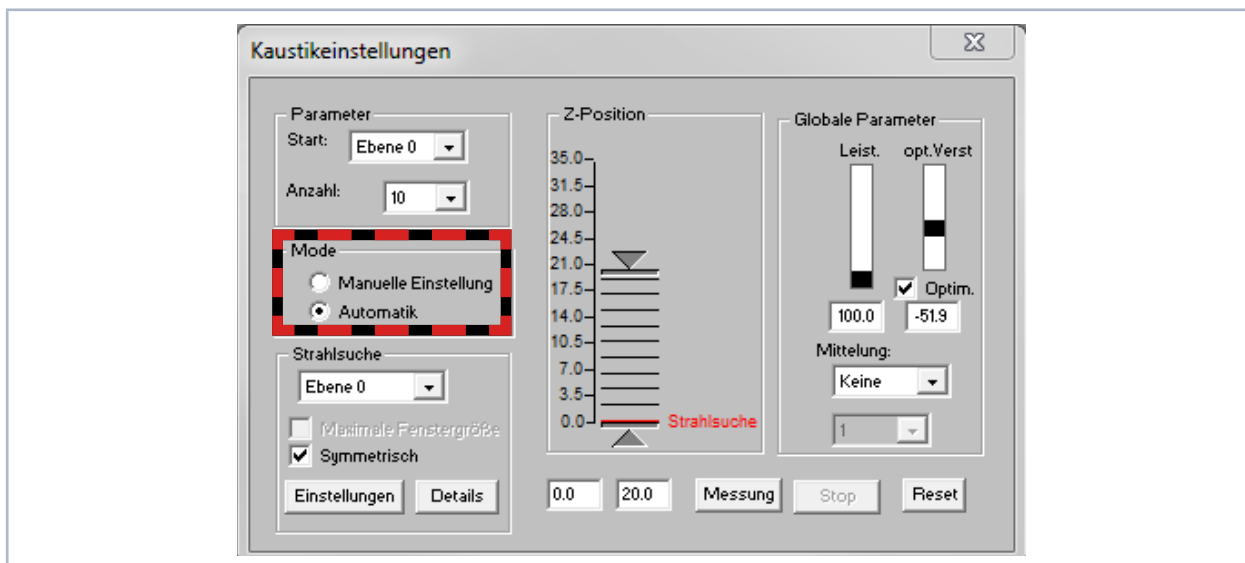 Kaustikeinstellungen
Parameter
Start: Ebene 0
Anzahl: 10
Mode
Manuelle Einstellung
Automatik
Strahlsuche
Ebene 0
Maximale Fenstergröße
Symmetrisch
Einstellungen Details
Z-Position
35.0
31.5
28.0
24.5
21.0
17.5
14.0
10.5
7.0
3.5
0.0 Strahlsuche
0.0 20.0 Messung Stop Reset
Globale Parameter
Leist. opt.Verst
Optim.
100.0 -51.9
Mittelung:
Keine
1